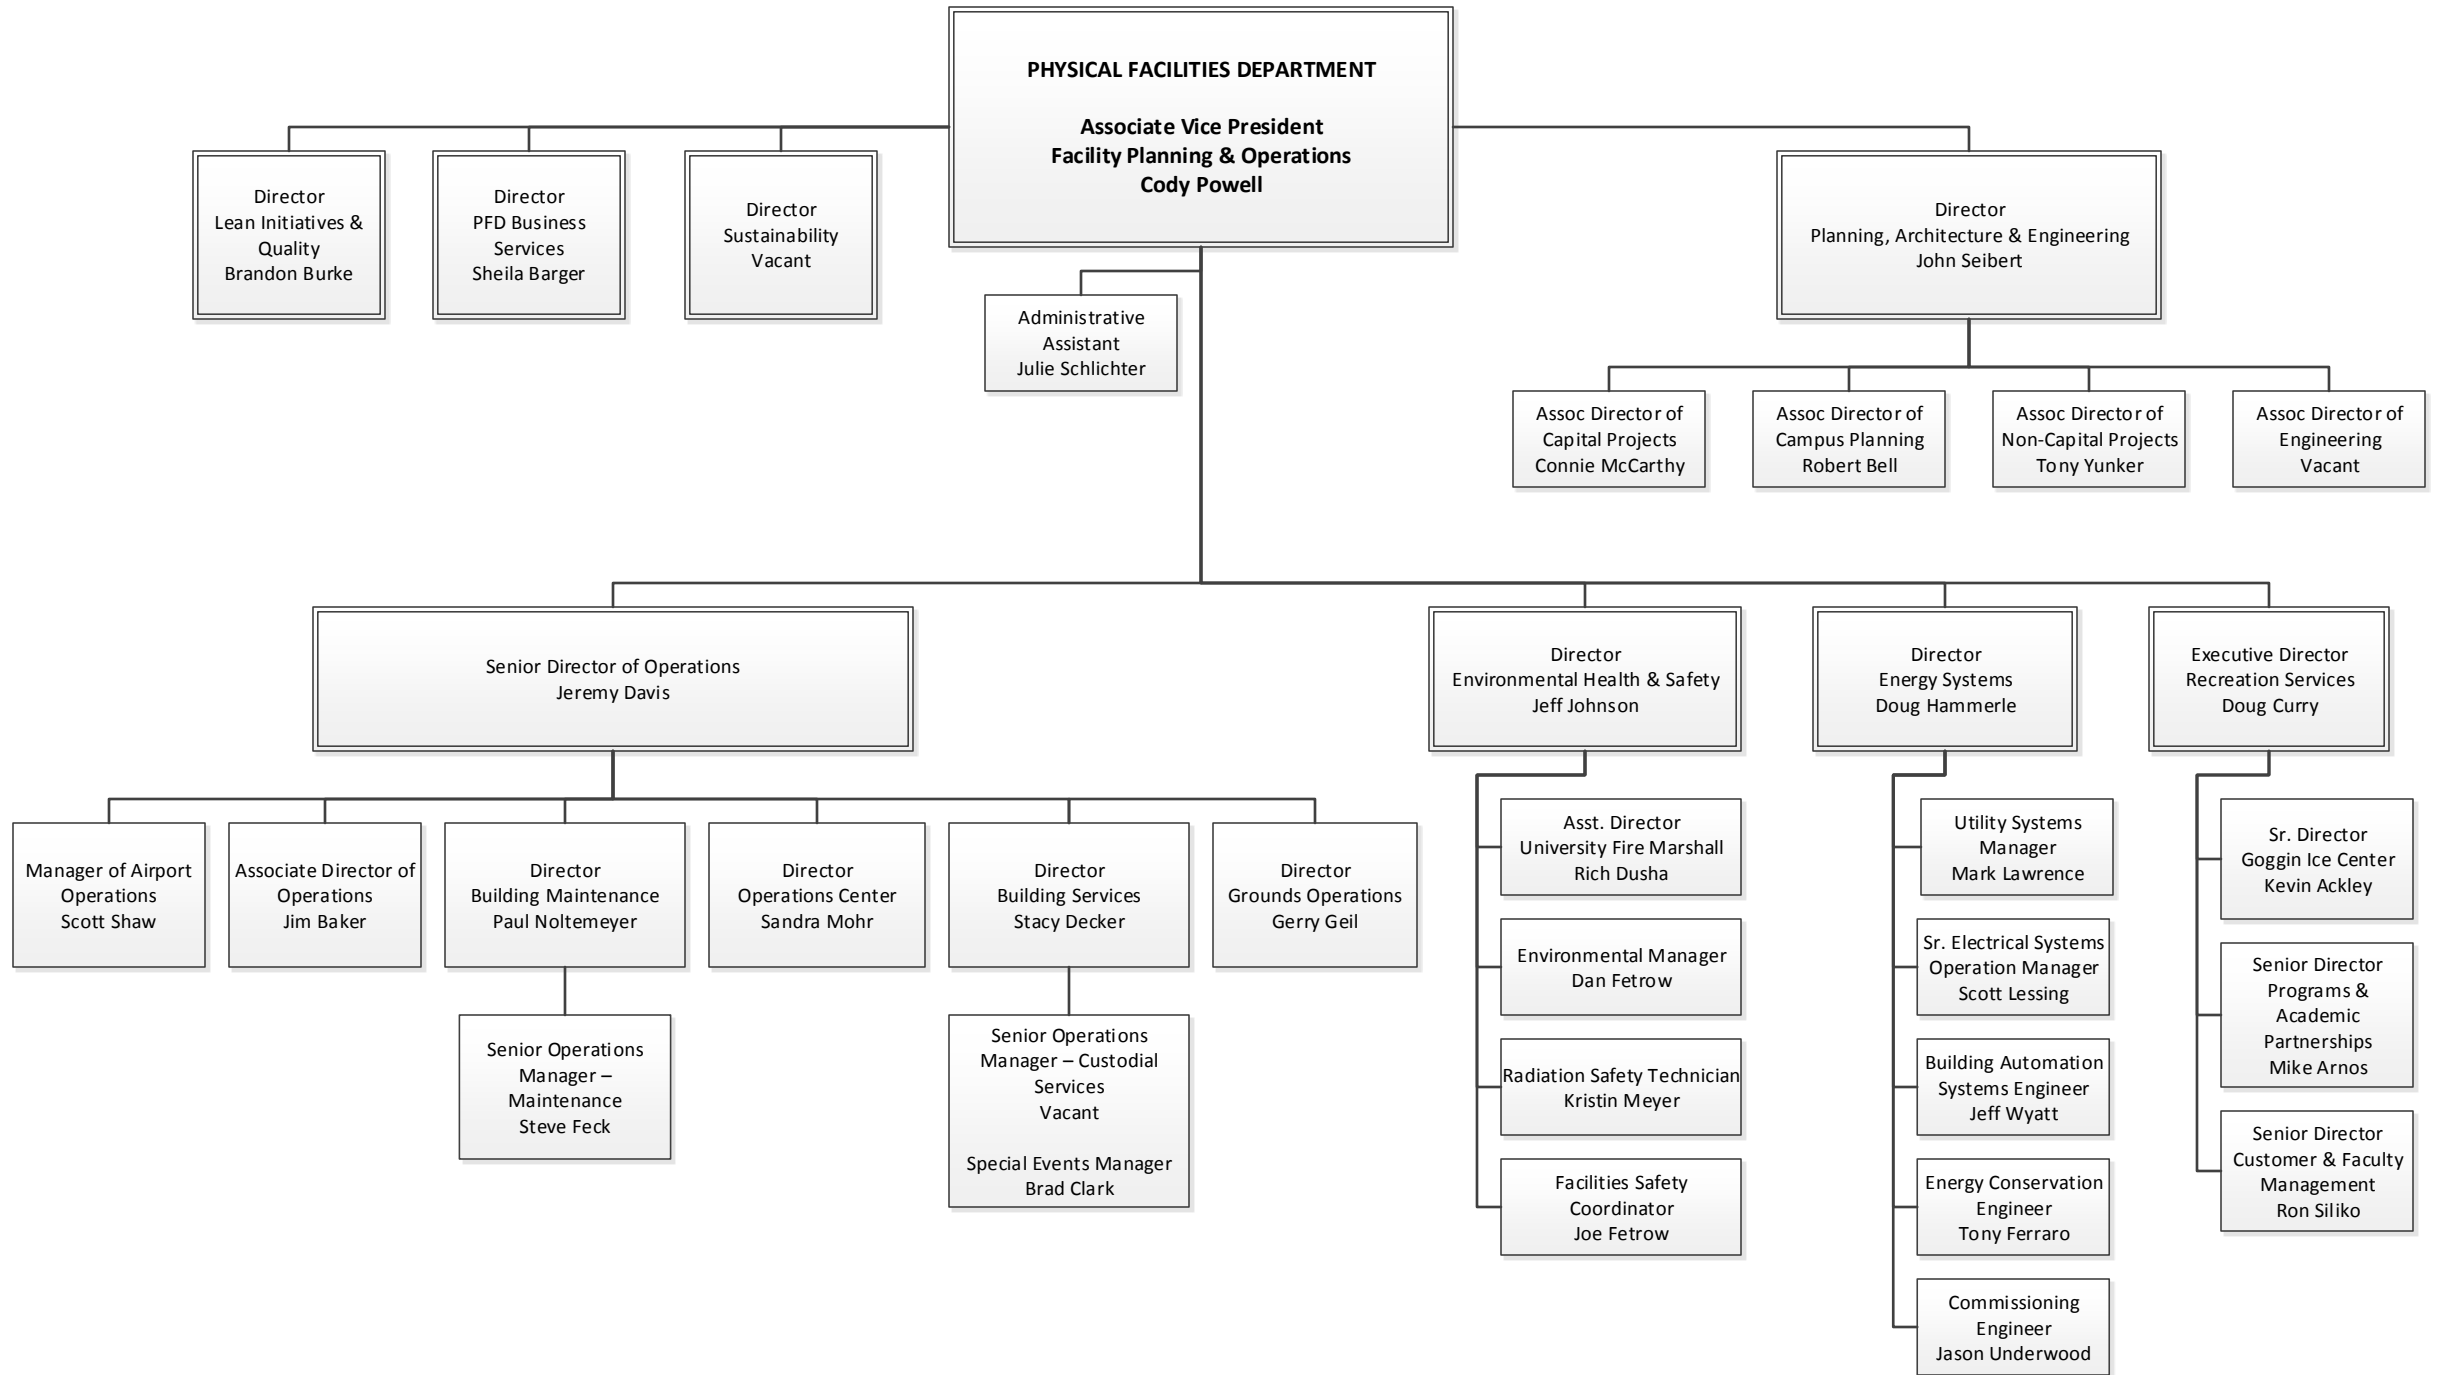 PHYSICAL FACILITIES DEPARTMENT
Associate Vice President
Facility Planning & Operations
Cody Powell
Director
Lean Initiatives &
Quality
Brandon Burke
Director
PFD Business
Services
Sheila Barger
Director
Sustainability
Vacant
Director
Planning, Architecture & Engineering
John Seibert
Administrative
Assistant
Julie Schlichter
Assoc Director of
Capital Projects
Connie McCarthy
Assoc Director of
Campus Planning
Robert Bell
Assoc Director of
Non-Capital Projects
Tony Yunker
Assoc Director of
Engineering
Vacant
Senior Director of Operations
Jeremy Davis
Director
Environmental Health & Safety
Jeff Johnson
Director
Energy Systems
Doug Hammerle
Executive Director
Recreation Services
Doug Curry
Manager of Airport
Operations
Scott Shaw
Associate Director of
Operations
Jim Baker
Director
Building Maintenance
Paul Noltemeyer
Director
Operations Center
Sandra Mohr
Director
Building Services
Stacy Decker
Director
Grounds Operations
Gerry Geil
Senior Operations
Manager –
Maintenance
Steve Feck
Senior Operations
Manager – Custodial
Services
Vacant
Special Events Manager
Brad Clark
Asst. Director
University Fire Marshall
Rich Dusha
Environmental Manager
Dan Fetrow
Radiation Safety Technician
Kristin Meyer
Facilities Safety
Coordinator
Joe Fetrow
Utility Systems
Manager
Mark Lawrence
Sr. Electrical Systems
Operation Manager
Scott Lessing
Building Automation
Systems Engineer
Jeff Wyatt
Energy Conservation
Engineer
Tony Ferraro
Commissioning
Engineer
Jason Underwood
Sr. Director
Goggin Ice Center
Kevin Ackley
Senior Director
Programs &
Academic
Partnerships
Mike Arnos
Senior Director
Customer & Faculty
Management
Ron Siliko